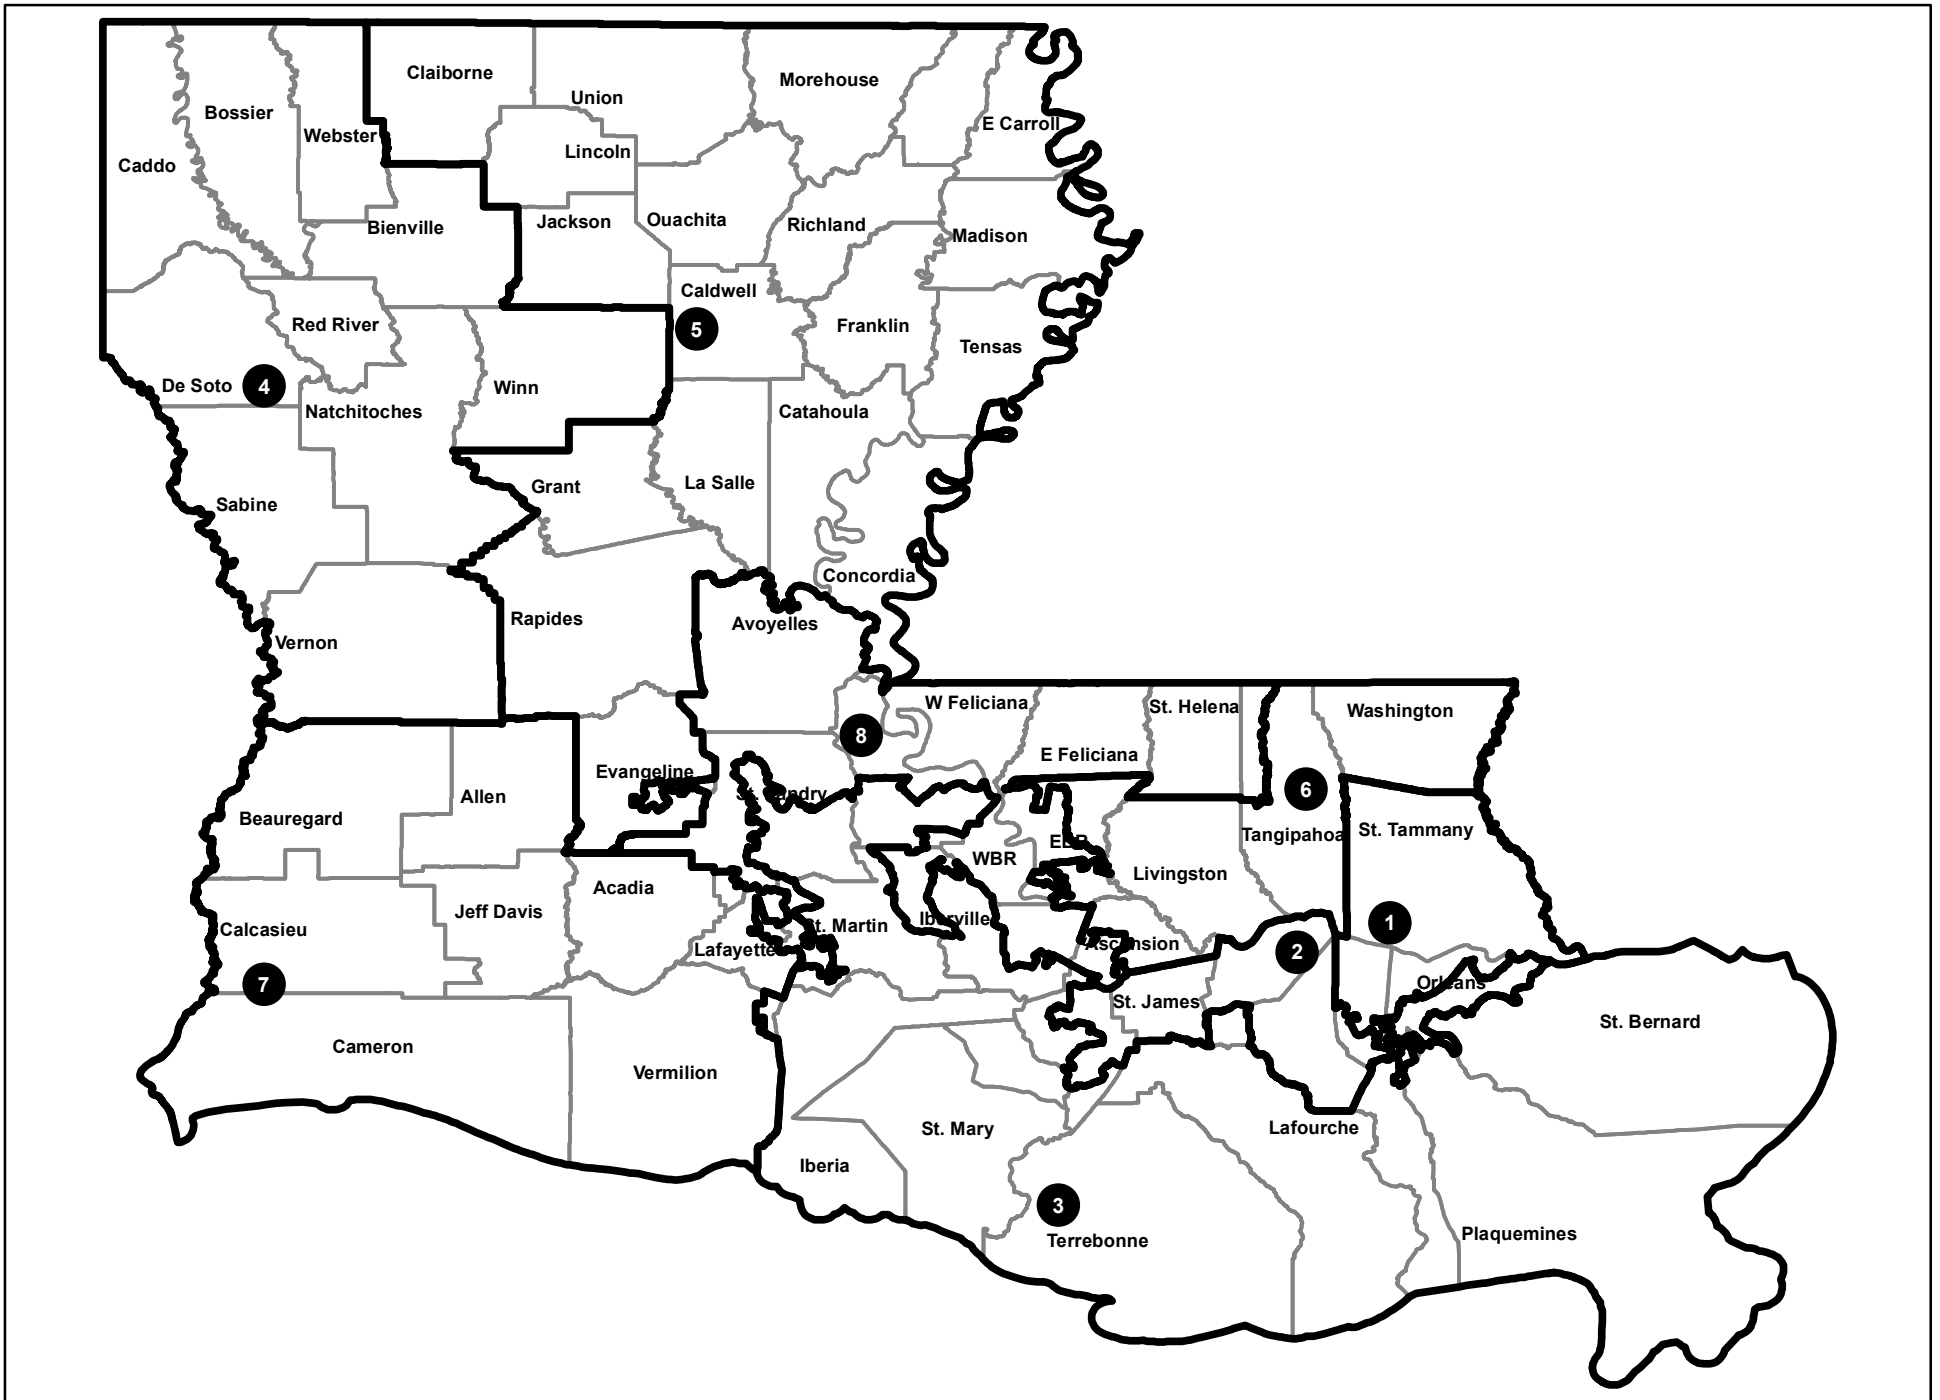 Claiborne
Morehouse
Union
Bossier
E Carroll
Webster
Lincoln
Caddo
Ouachita
Jackson
Richland
Bienville
Madison
Caldwell
Red River
5
Franklin
Tensas
De Soto
4
Winn
Natchitoches
Catahoula
La Salle
Grant
Sabine
Concordia
Rapides
Avoyelles
Vernon
W Feliciana
St. Helena
Washington
8
E Feliciana
Evangeline
6
St. Landry
Allen
Beauregard
St. Tammany
Tangipahoa
EBR
WBR
Livingston
Acadia
Jeff Davis
Iberville
1
St. Martin
Calcasieu
Ascension
Lafayette
2
7
Orleans
St. James
St. Bernard
Cameron
Vermilion
St. Mary
Lafourche
Iberia
3
Plaquemines
Terrebonne